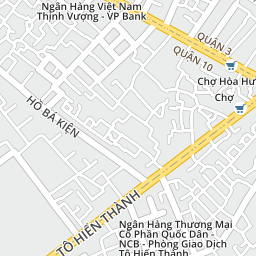 Ngân Hàng Việt Nam
Thịnh Vượng - VP Bank
QUẬN 3
QUẬN 10
Chợ Hòa Hư
Chợ
HỒ BÁ KIỆN
TÔ HIẾN THÀNH
Ngân Hàng Thương Mại
Cổ Phần Quốc Dân -
NCB - Phòng Giao Dịch
Tô Hiến Thành